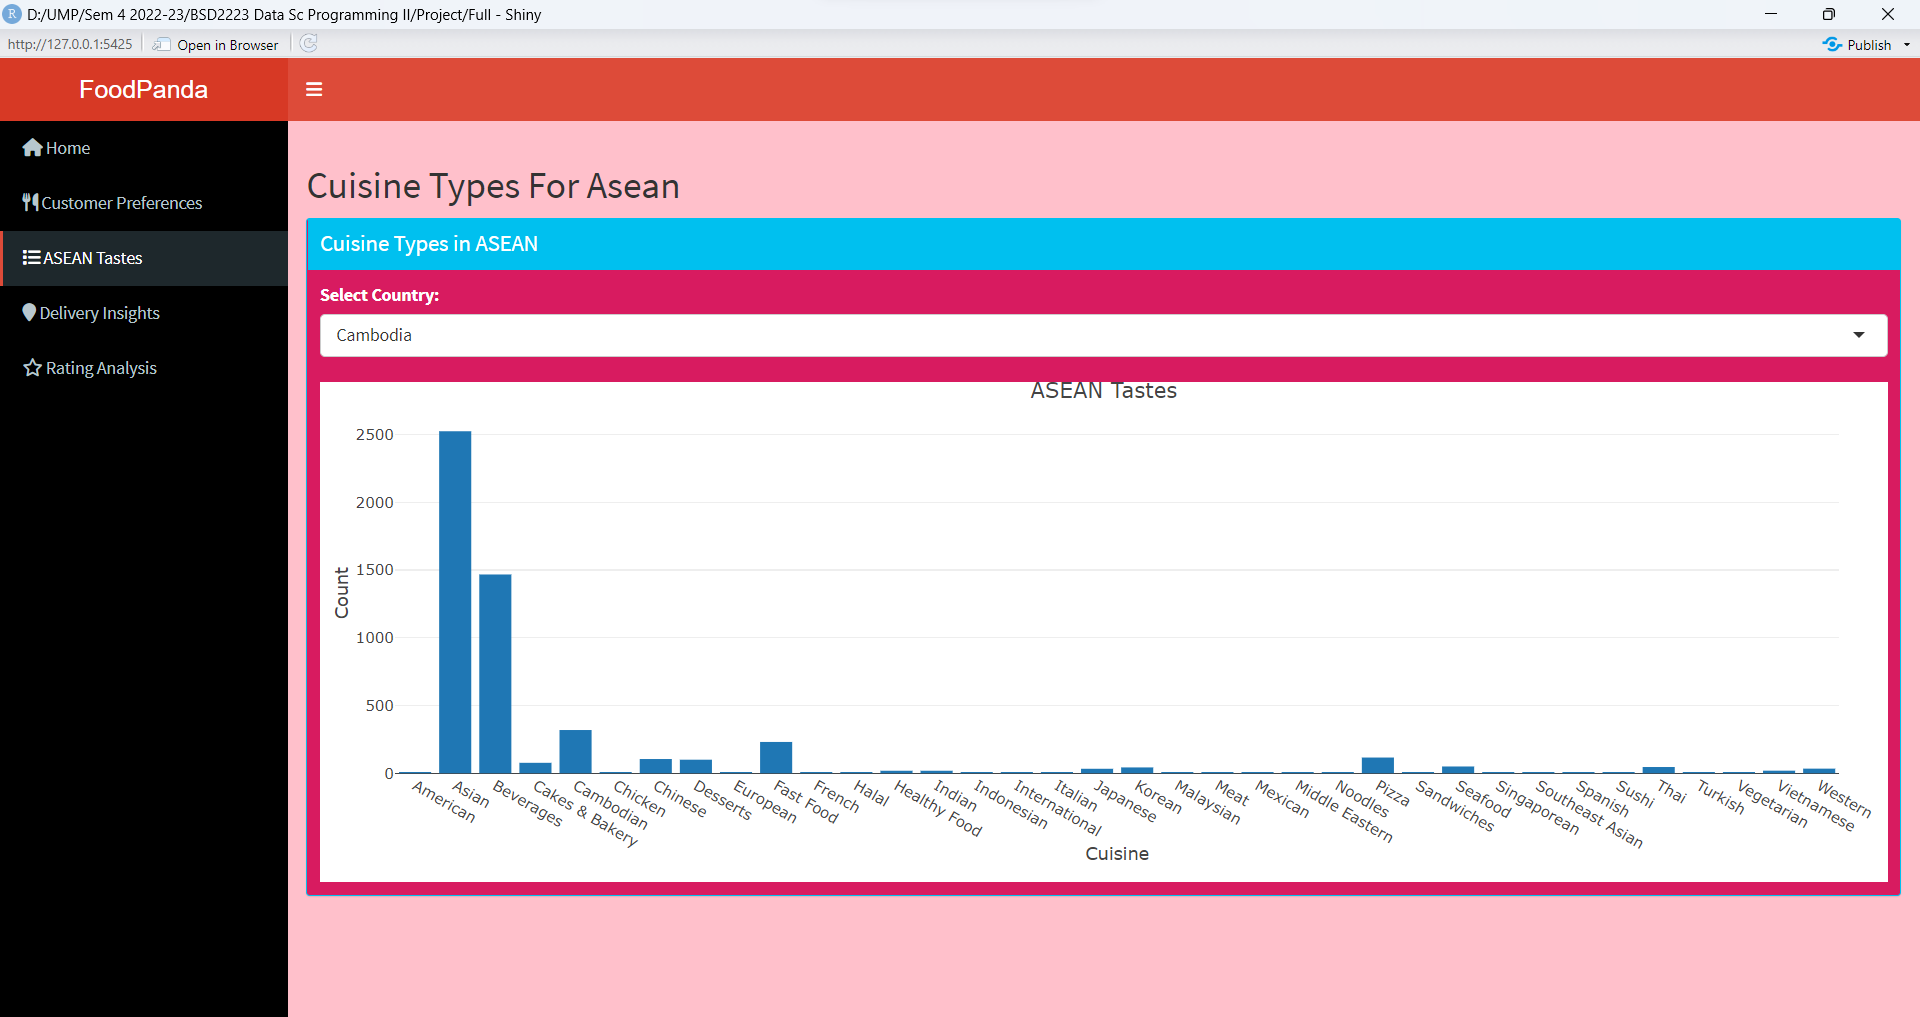 D:/UMP/Sem 4 2022-23/BSD2223 Data Sc Programming II/Project/Full - Shiny
http://127.0.0.1:5425
Open in Browser
Publish
FoodPanda
Home
Customer Preferences
ASEAN Tastes
Delivery Insights
Rating Analysis
Cuisine Types For Asean
Cuisine Types in ASEAN
Select Country:
Cambodia
ASEAN Tastes
Count
2500
2000
1500
1000
500
0
American
Asian
Beverages
Cakes & Bakery
Cambodian
Chicken
Chinese
Desserts
European
Fast Food
French
Halal
Healthy Food
Indian
Indonesian
International
Italian
Japanese
Korean
Malaysian
Meat
Mexican
Middle Eastern
Noodles
Pizza
Sandwiches
Seafood
Singaporean
Southeast Asian
Spanish
Sushi
Thai
Turkish
Vegetarian
Vietnamese
Western
Cuisine